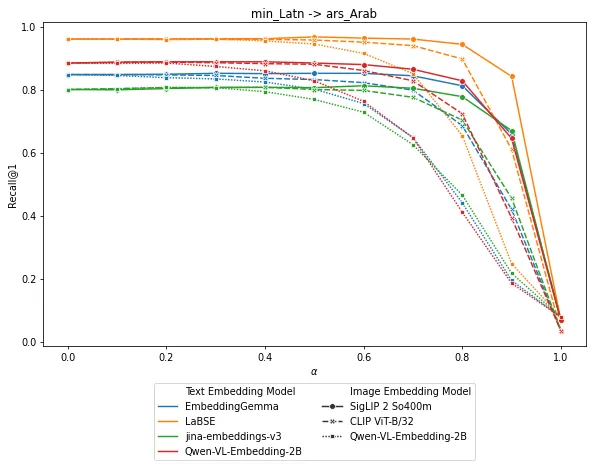 min_Latn -> ars_Arab
Recall@1
1.0
0.8
0.6
0.4
0.2
0.0
0.0 0.2 0.4 0.6 0.8 1.0
α
Text Embedding Model Image Embedding Model
EmbeddingGemma SigLIP 2 So400m
LaBSE CLIP ViT-B/32
jina-embeddings-v3 Qwen-VL-Embedding-2B
Qwen-VL-Embedding-2B